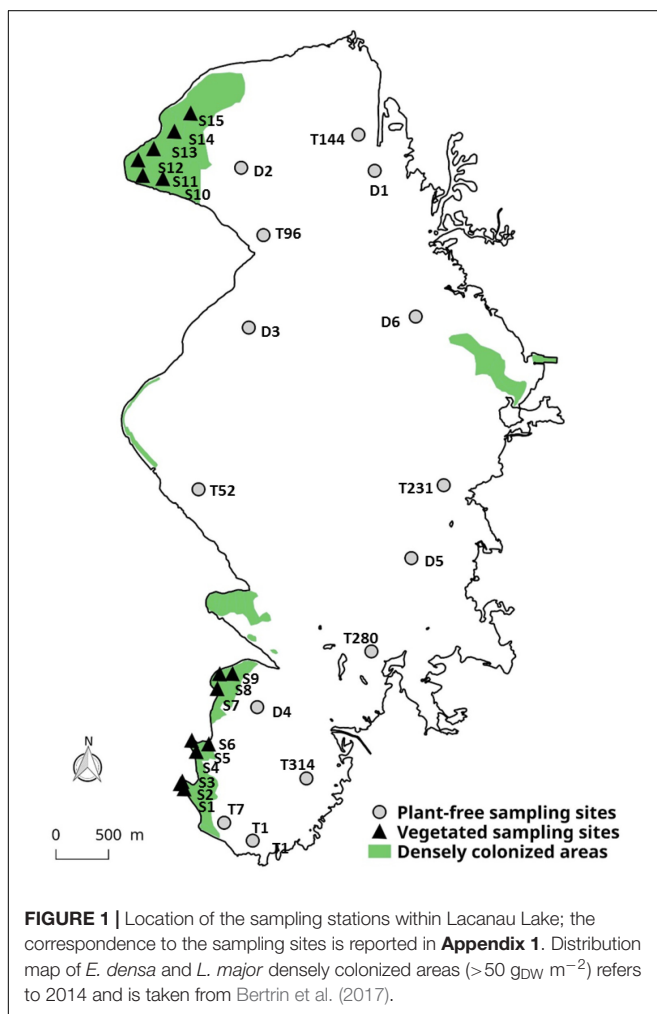 S15
T144
S14
S13
D2
S12
D1
S11
S10
T96
D6
D3
T52
T231
D5
T280
S9
S8
S7
D4
S6
S5
N
S4
T314
S3
S2
S1
T7
T1
T1
0 500 m
Plant-free sampling sites
Vegetated sampling sites
Densely colonized areas
FIGURE 1 | Location of the sampling stations within Lacanau Lake; the
correspondence to the sampling sites is reported in Appendix 1. Distribution
map of E. densa and L. major densely colonized areas (>50 gDW m−2) refers
to 2014 and is taken from Bertrin et al. (2017).